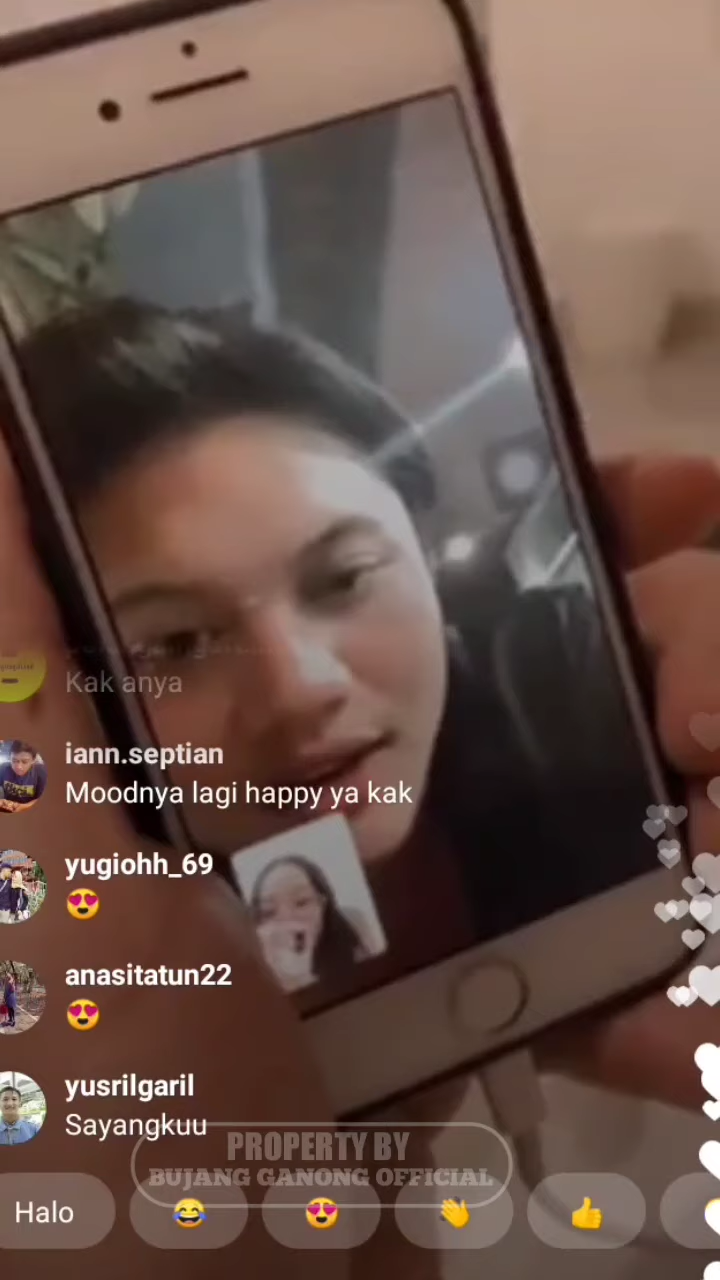 Kak anya
iann.septian
Moodnya lagi happy ya kak
yugiohh_69
😍
anasitatun22
😍
yusrilgaril
Sayangkuu
PROPERTY BY
BUJANG GANONG OFFICIAL
Halo 😂 😍 👋 👍